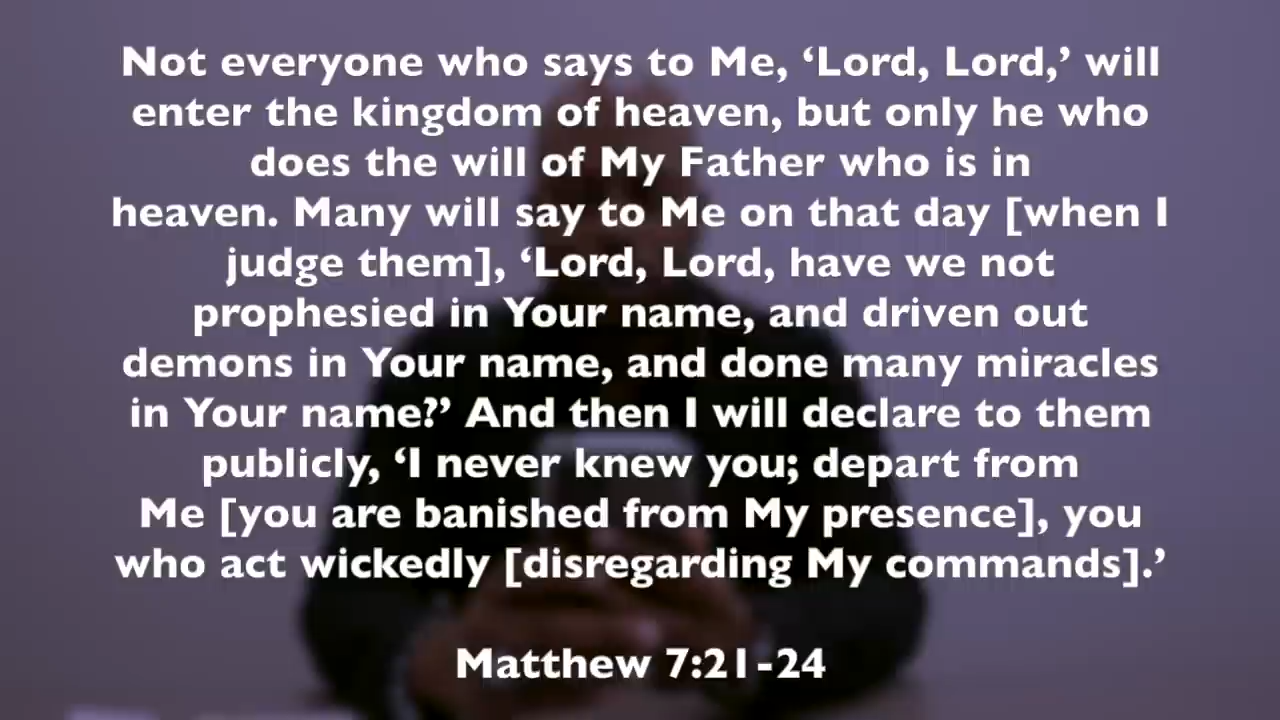 Not everyone who says to Me, ‘Lord, Lord,’ will
enter the kingdom of heaven, but only he who
does the will of My Father who is in
heaven. Many will say to Me on that day [when I
judge them], ‘Lord, Lord, have we not
prophesied in Your name, and driven out
demons in Your name, and done many miracles
in Your name?’ And then I will declare to them
publicly, ‘I never knew you; depart from
Me [you are banished from My presence], you
who act wickedly [disregarding My commands].’
Matthew 7:21-24